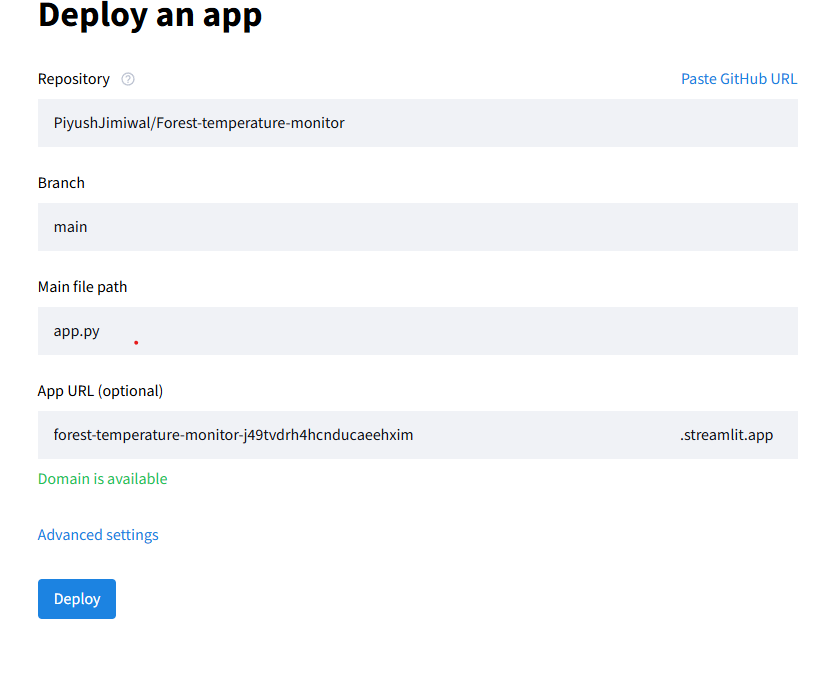 Deploy an app
Repository ? Paste GitHub URL
PiyushJimiwal/Forest-temperature-monitor
Branch
main
Main file path
app.py
App URL (optional)
forest-temperature-monitor-j49tvdrh4hcnducaeehxim .streamlit.app
Domain is available
Advanced settings
Deploy